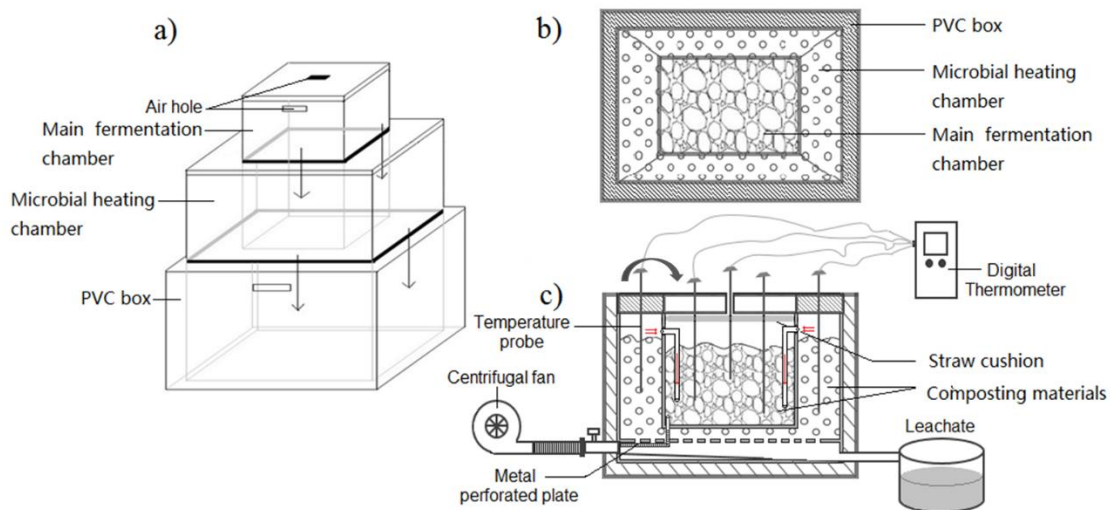 a)
Air hole
Main fermentation
chamber
Microbial heating
chamber
PVC box
b)
PVC box
Microbial heating
chamber
Main fermentation
chamber
c)
Digital
Thermometer
Temperature
probe
Straw cushion
Centrifugal fan
Composting materials
Leachate
Metal
perforated plate